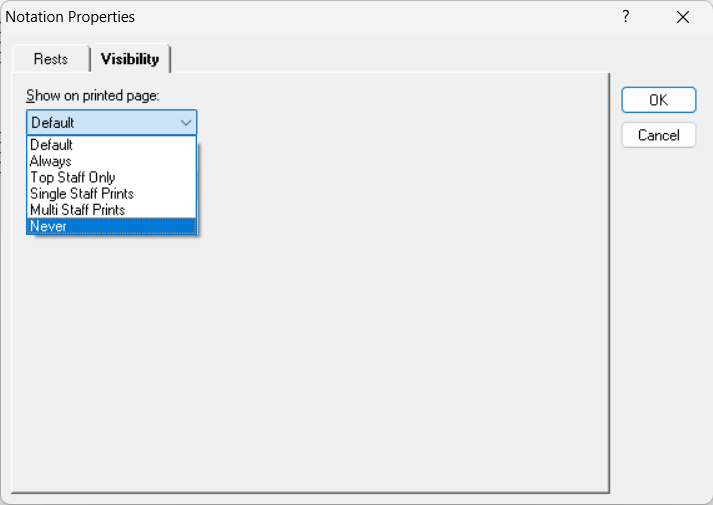 Notation Properties
?
Rests
Visibility
Show on printed page:
Default
Default
Always
Top Staff Only
Single Staff Prints
Multi Staff Prints
Never
OK
Cancel